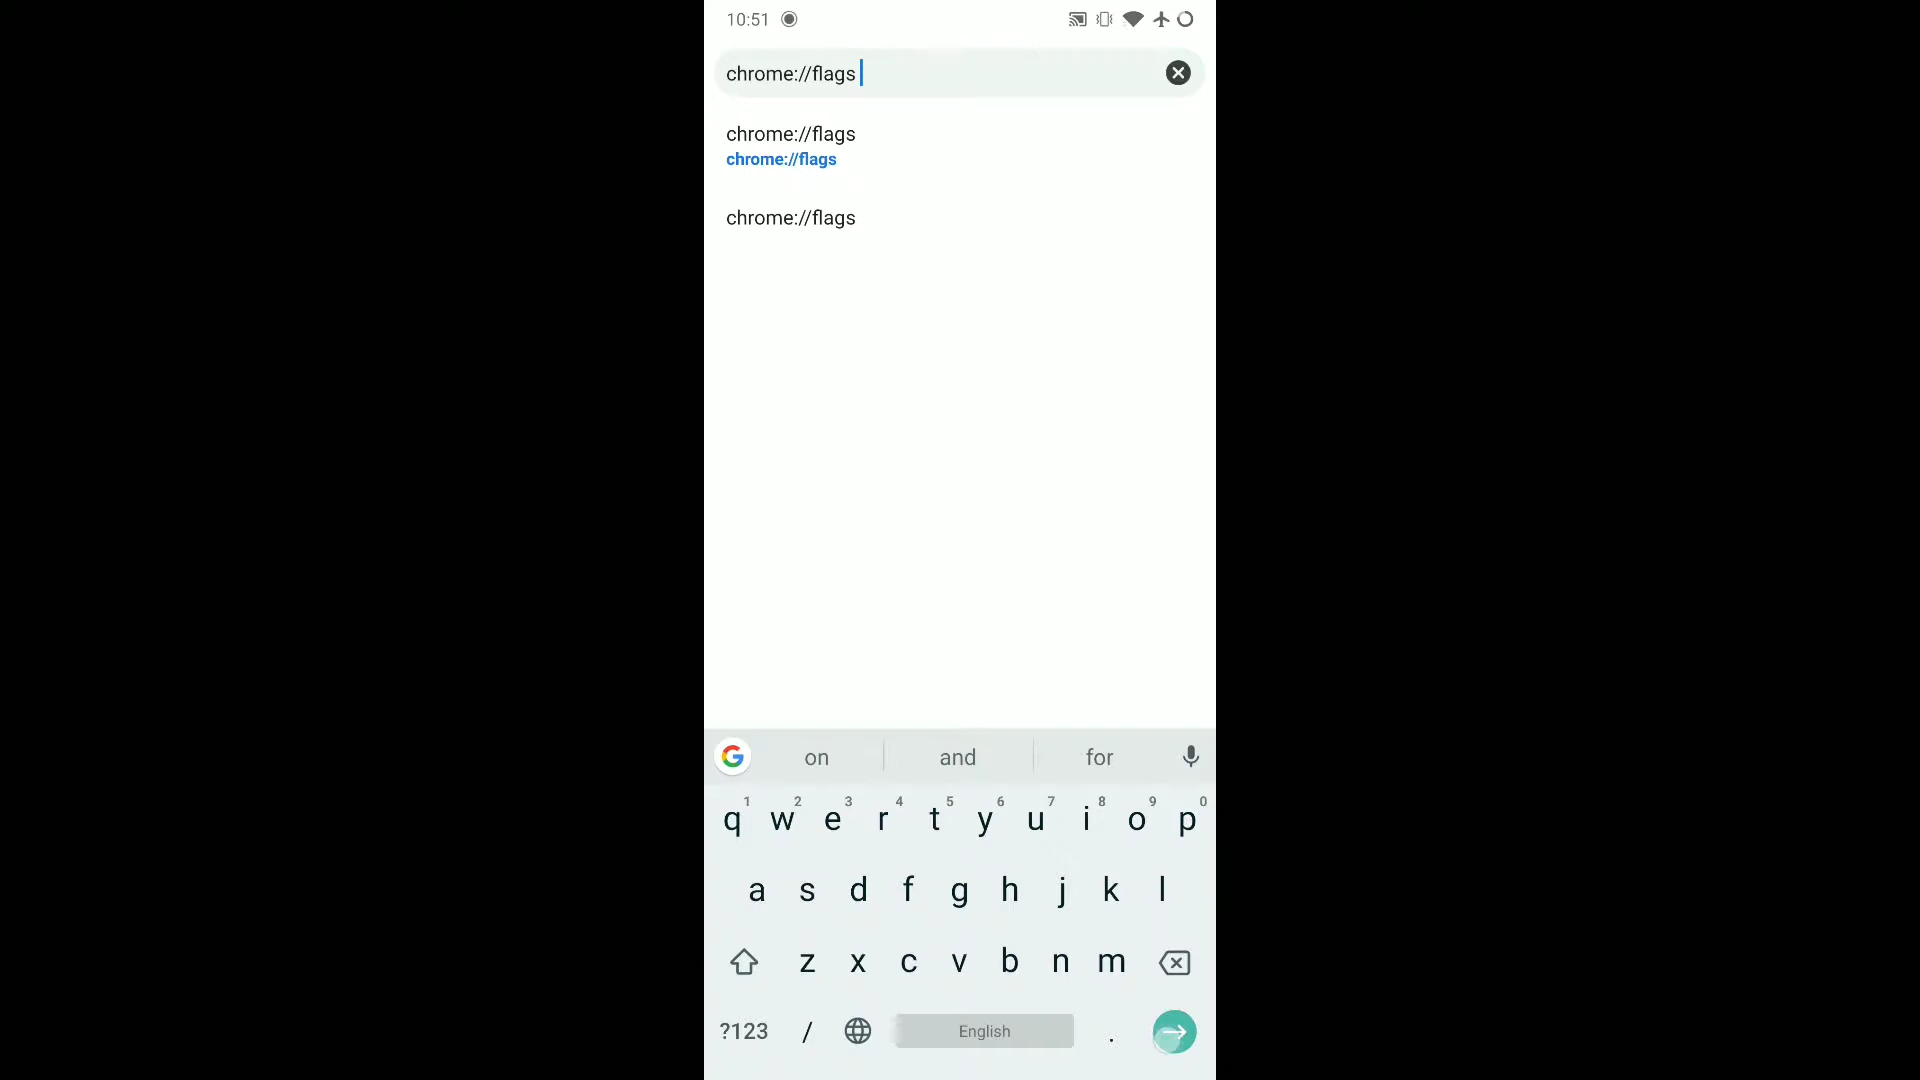 10:51
chrome://flags
chrome://flags
chrome://flags
chrome://flags
on and for
1 2 3 4 5 6 7 8 9 0
q w e r t y u i o p
a s d f g h j k l
z x c v b n m
?123 / English .